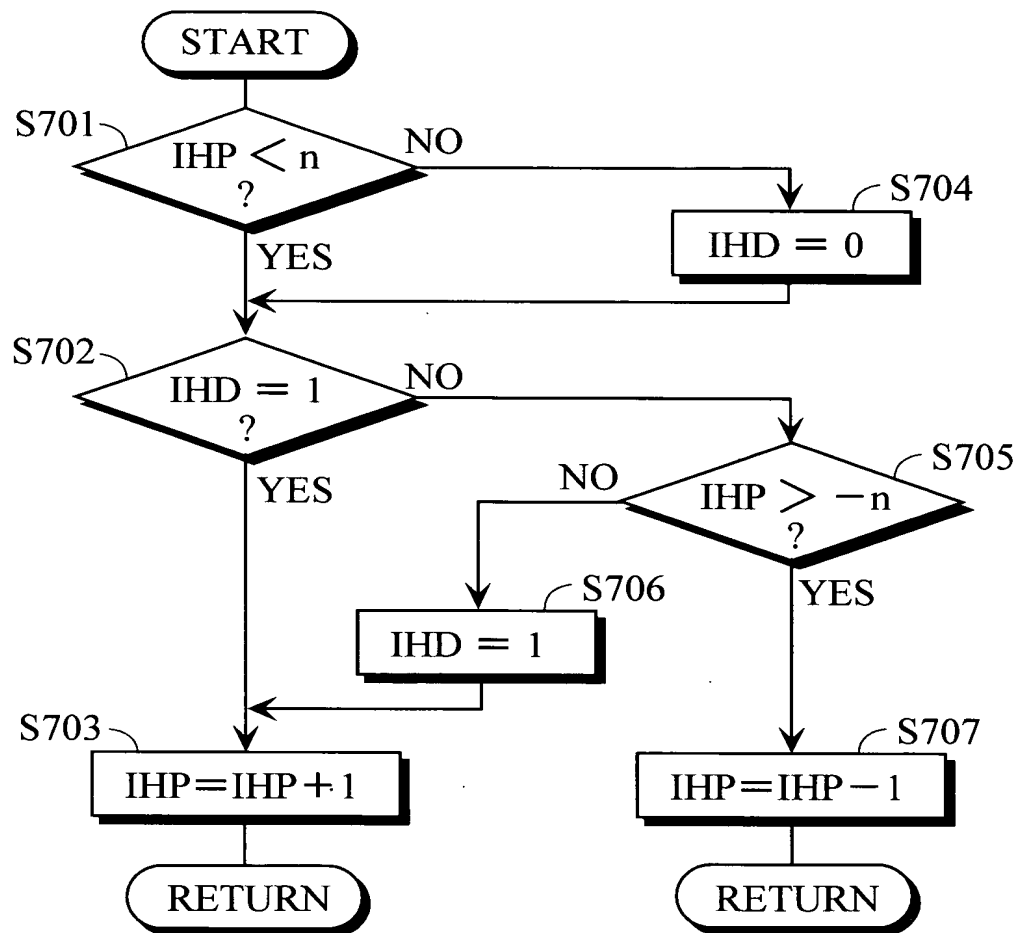 START
S701
IHP < n
?
NO
S704
IHD = 0
YES
S702
IHD = 1
?
NO
S705
IHP > −n
?
NO
YES
YES
S706
IHD = 1
S703
IHP=IHP+1
S707
IHP=IHP−1
RETURN
RETURN